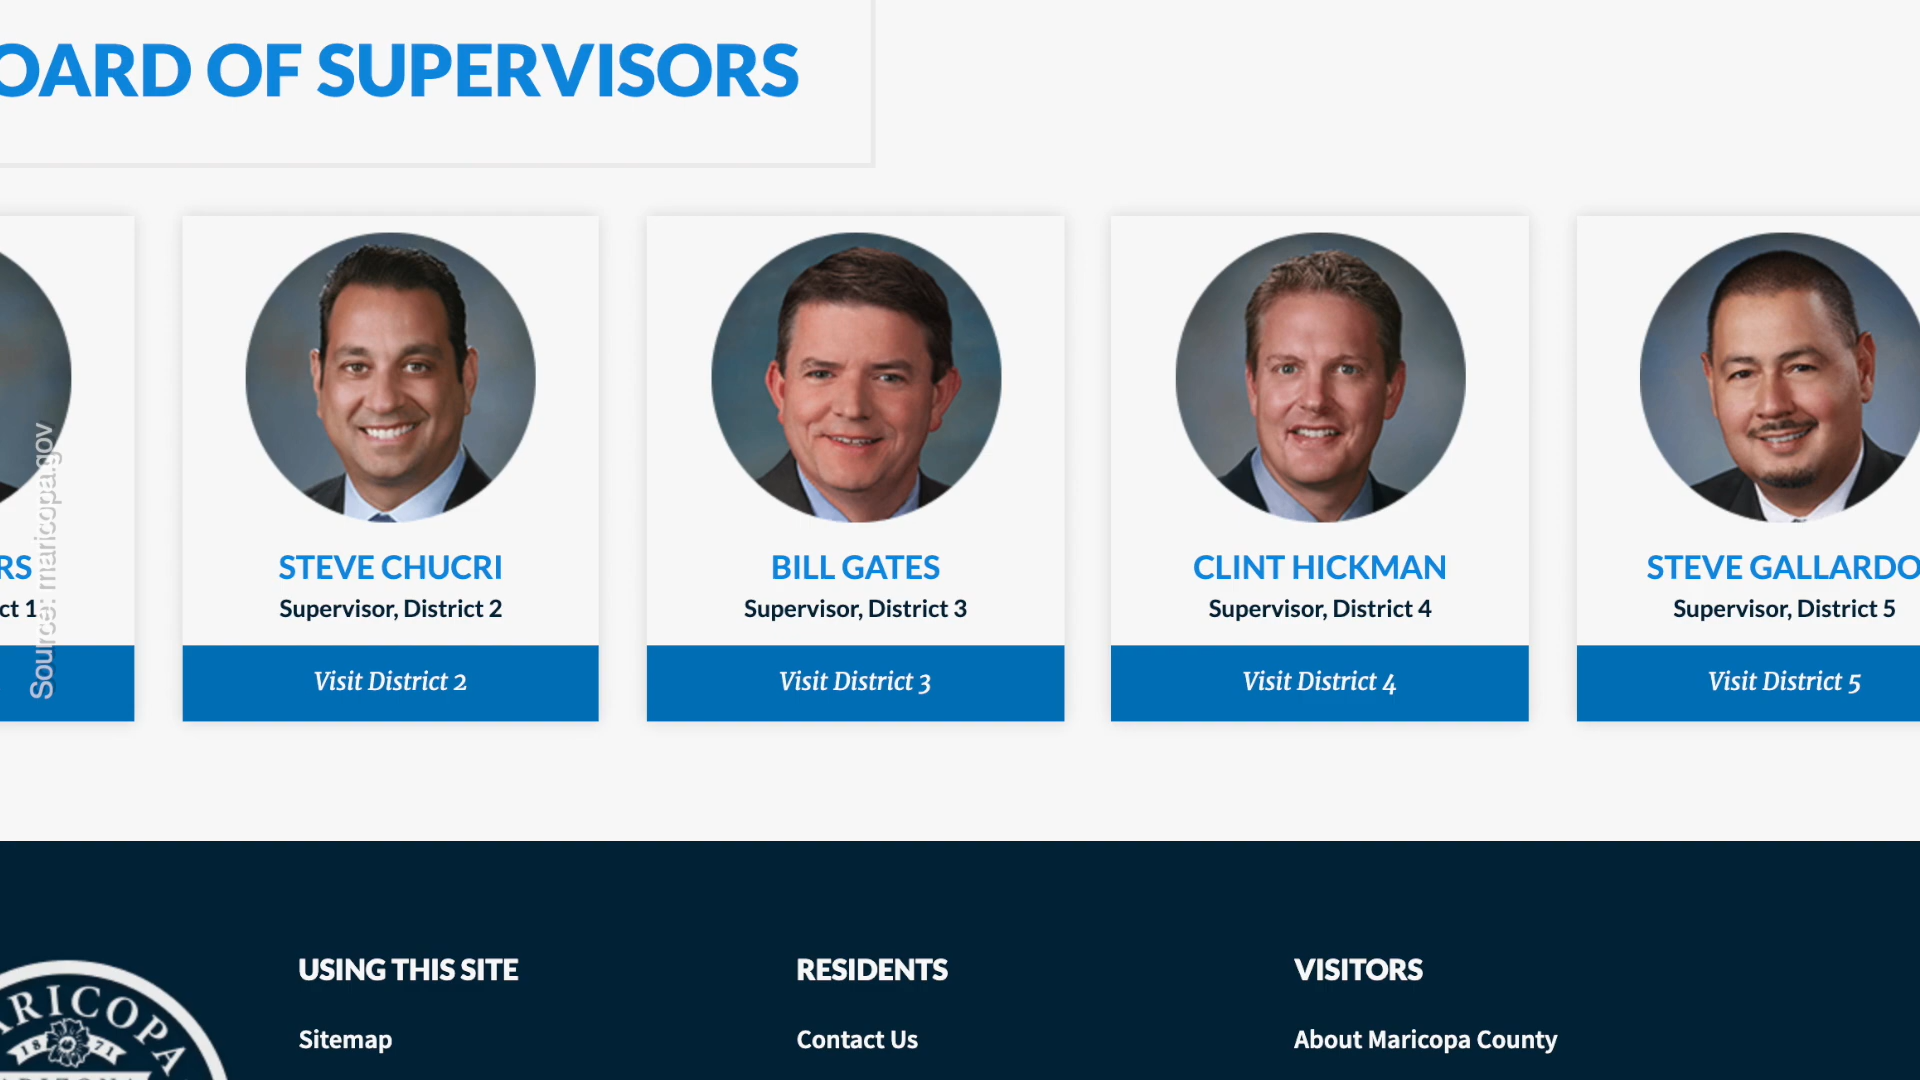 OARD OF SUPERVISORS
RS
ct 1
STEVE CHUCRI
Supervisor, District 2
Visit District 2
BILL GATES
Supervisor, District 3
Visit District 3
CLINT HICKMAN
Supervisor, District 4
Visit District 4
STEVE GALLARDO
Supervisor, District 5
Visit District 5
Source: maricopa.gov
USING THIS SITE
Sitemap
RESIDENTS
Contact Us
VISITORS
About Maricopa County
ARICOPA
1871